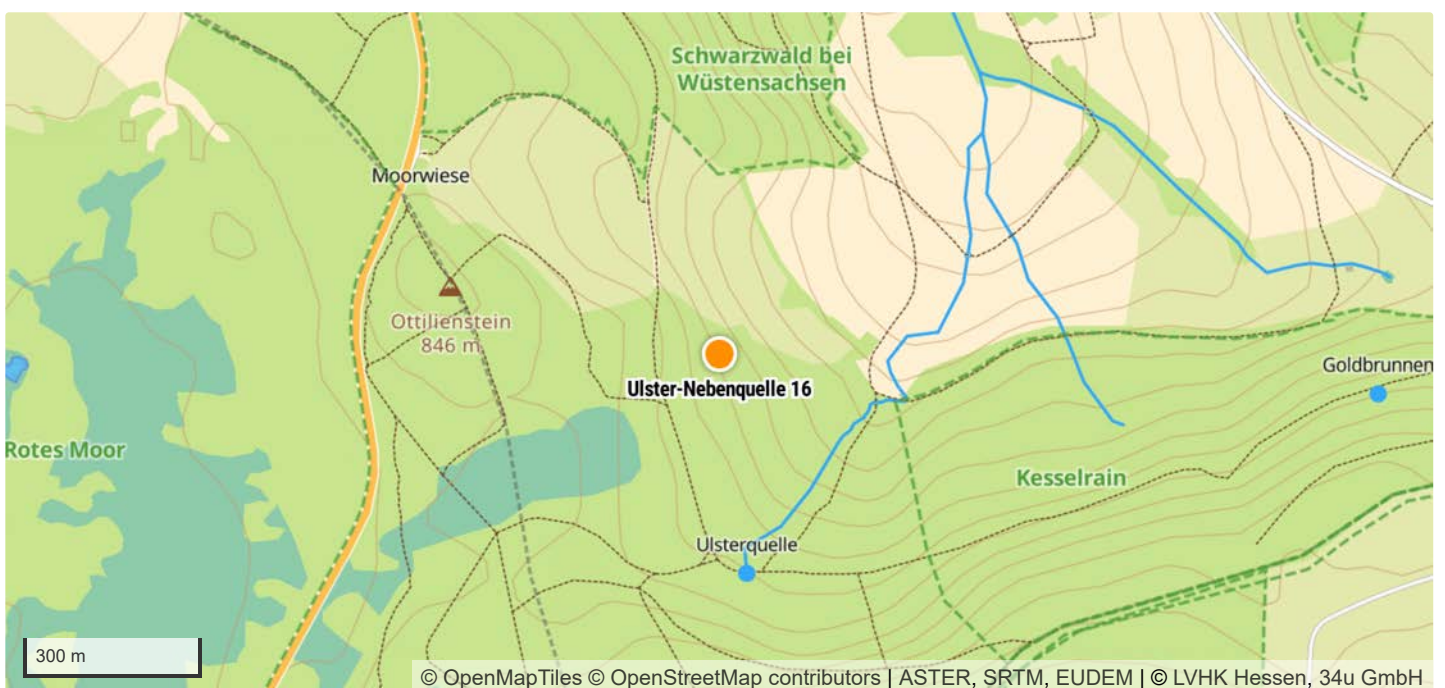 Schwarzwald bei
Wüstensachsen
Moorwiese
Ottilienstein
846 m
Ulster-Nebenquelle 16
Goldbrunnen
Rotes Moor
Kesselrain
Ulsterquelle
300 m
© OpenMapTiles © OpenStreetMap contributors | ASTER, SRTM, EUDEM | © LVHK Hessen, 34u GmbH